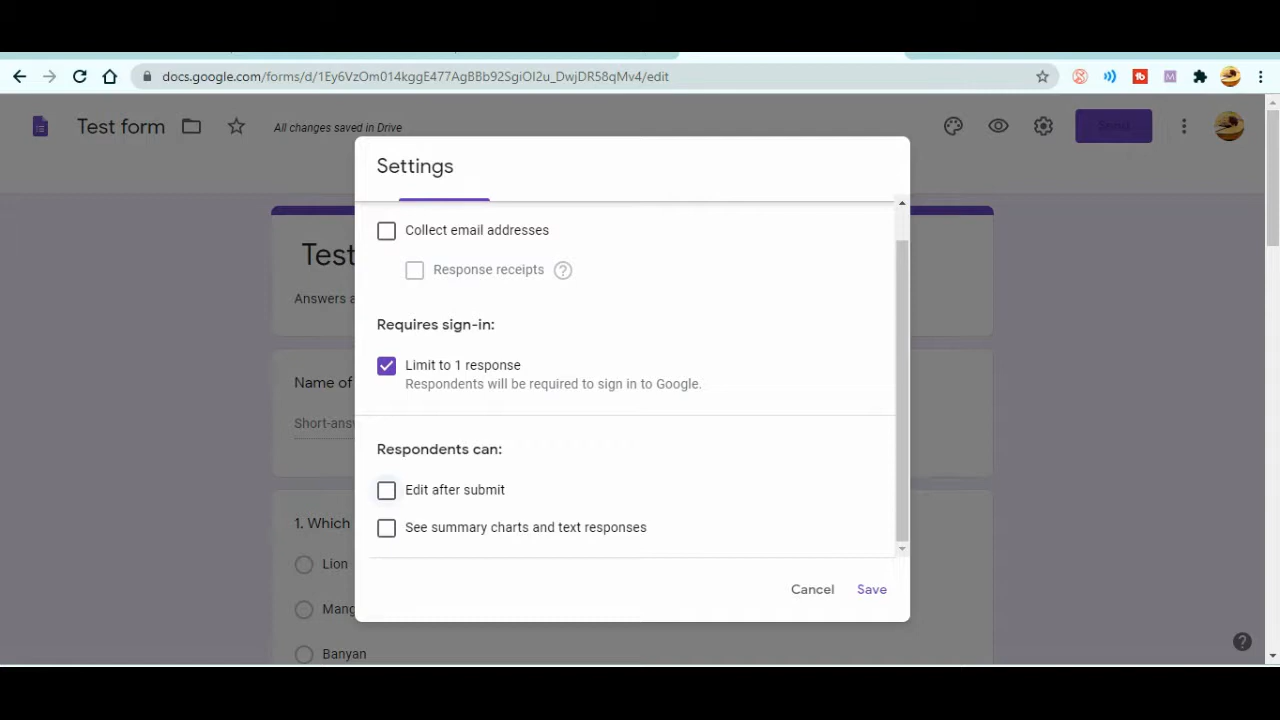 docs.google.com/forms/d/1Ey6VzOm014kggE477AgBBb92SgiOI2u_DwjDR58qMv4/edit
Test form
All changes saved in Drive
Send
Settings
Collect email addresses
Test
Response receipts
Answers
Requires sign-in:
Limit to 1 response
Name of
Respondents will be required to sign in to Google.
Short-ans
Respondents can:
Edit after submit
1. Which
See summary charts and text responses
Lion
Cancel
Save
Mang
Banyan